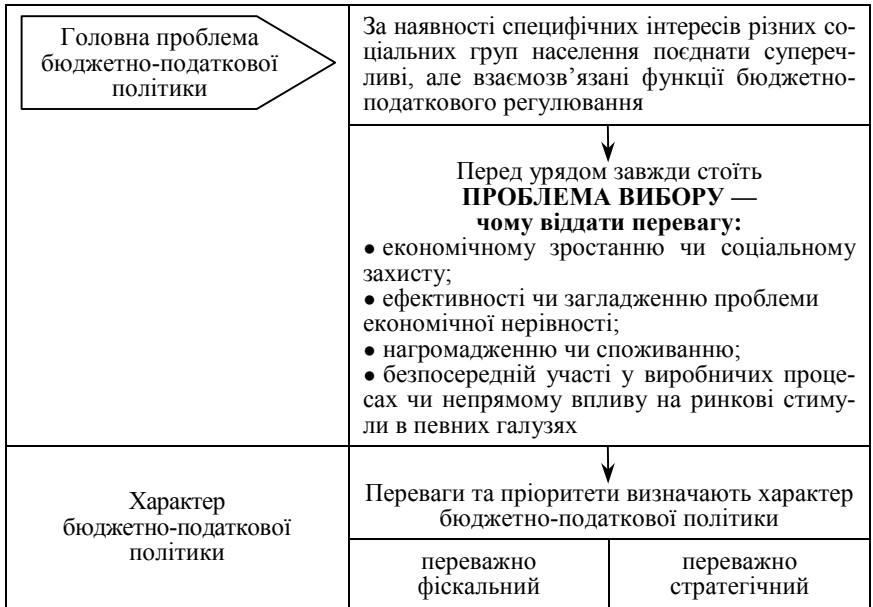 Головна проблема
бюджетно-податкової
політики
За наявності специфічних інтересів різних со-
ціальних груп населення поєднати супереч-
ливі, але взаємозв’язані функції бюджетно-
податкового регулювання
Перед урядом завжди стоїть
ПРОБЛЕМА ВИБОРУ —
чому віддати перевагу:
● економічному зростанню чи соціальному
захисту;
● ефективності чи загладженню проблеми
економічної нерівності;
● нагромадженню чи споживанню;
● безпосередній участі у виробничих проце-
сах чи непрямому впливу на ринкові стиму-
ли в певних галузях
Характер
бюджетно-податкової
політики
Переваги та пріоритети визначають характер
бюджетно-податкової політики
переважно
фіскальний
переважно
стратегічний